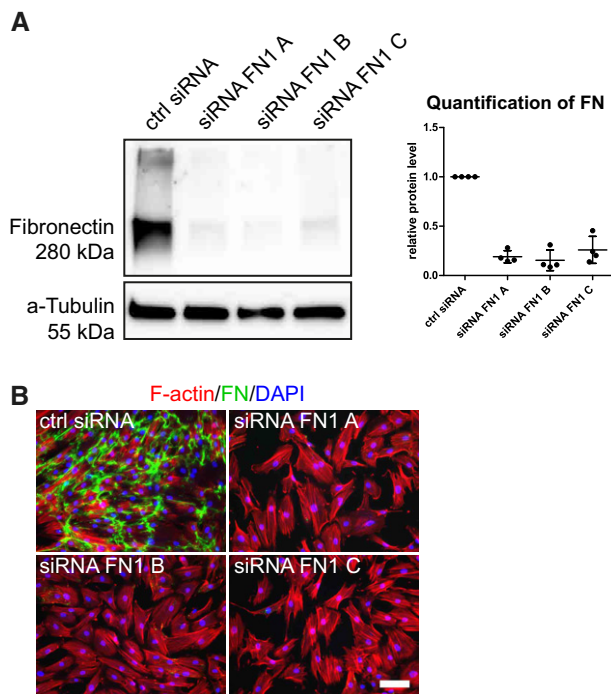 A
ctrl siRNA
siRNA FN1 A
siRNA FN1 B
siRNA FN1 C
Fibronectin
280 kDa
a-Tubulin
55 kDa
Quantification of FN
relative protein level
1.5
1.0
0.5
0.0
ctrl siRNA
siRNA FN1 A
siRNA FN1 B
siRNA FN1 C
B
F-actin/FN/DAPI
ctrl siRNA
siRNA FN1 A
siRNA FN1 B
siRNA FN1 C